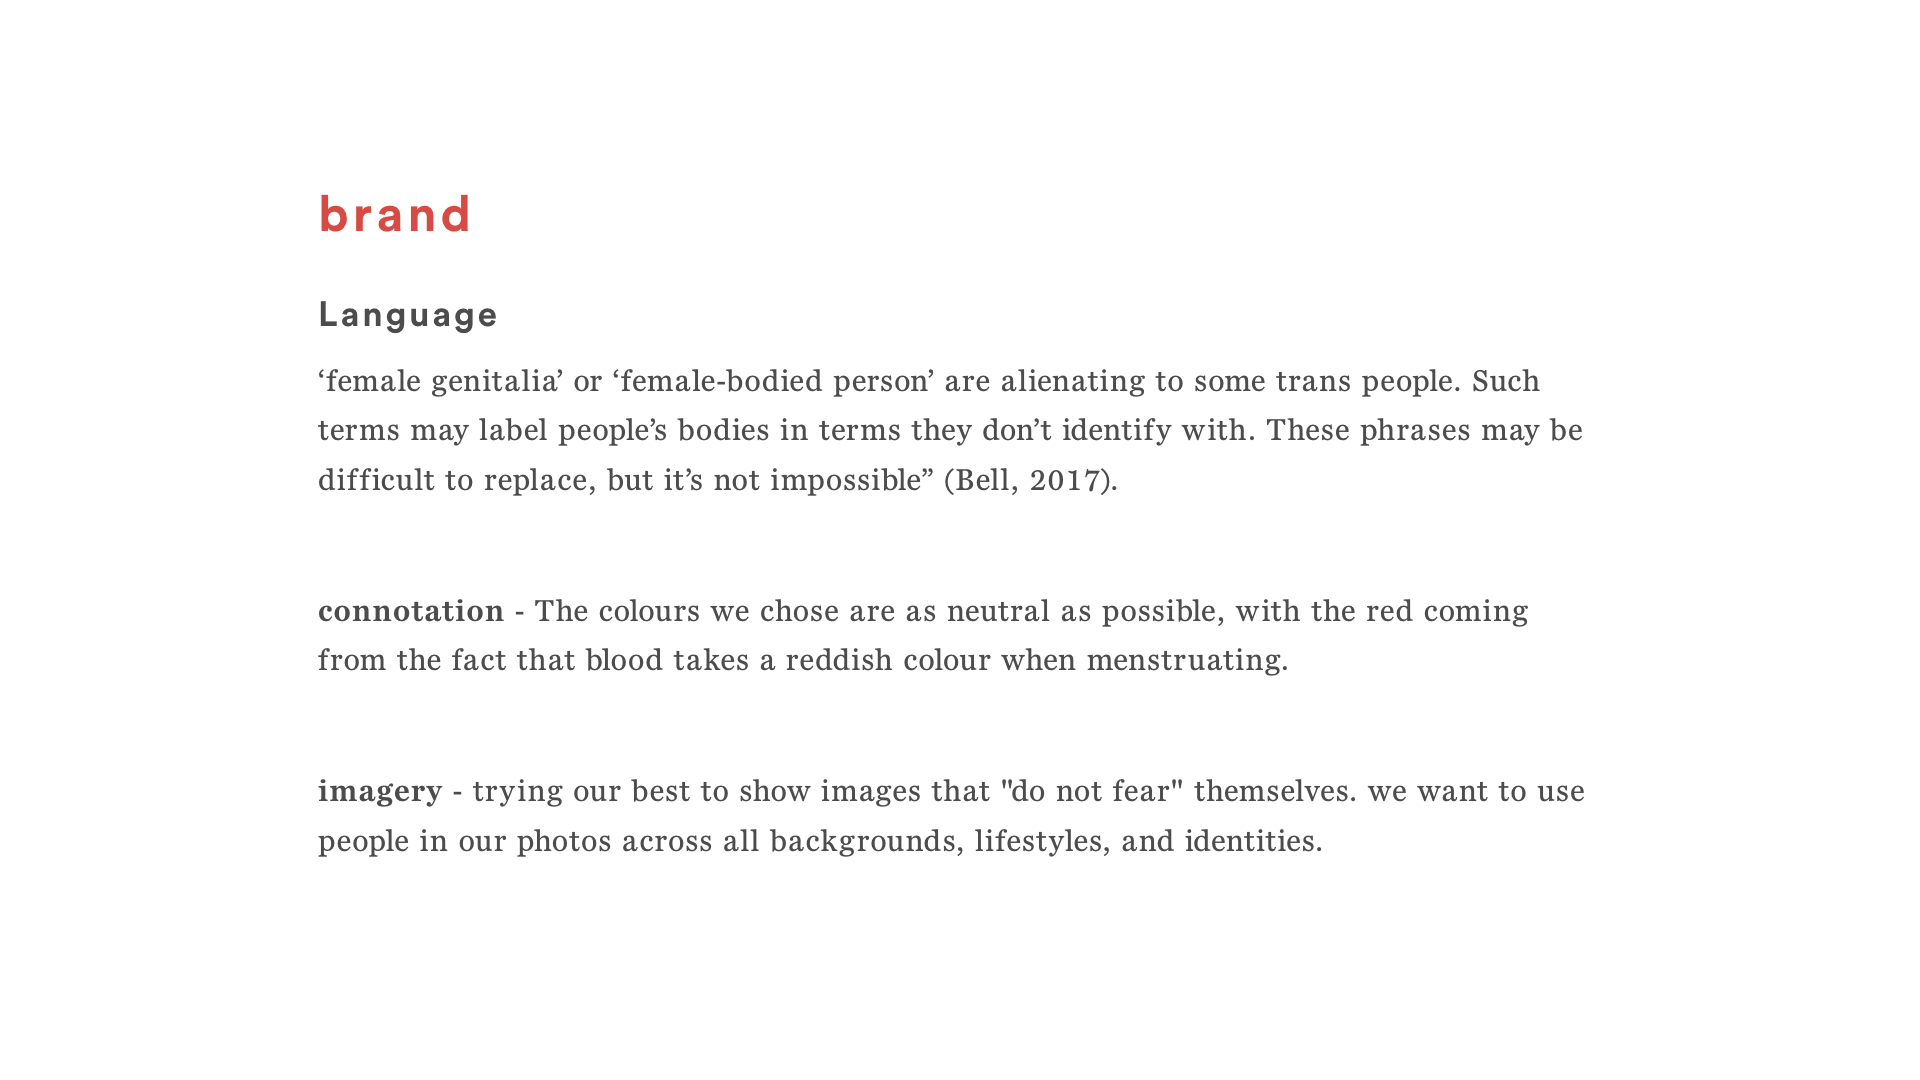 brand
Language
‘female genitalia’ or ‘female-bodied person’ are alienating to some trans people. Such
terms may label people’s bodies in terms they don’t identify with. These phrases may be
difficult to replace, but it’s not impossible” (Bell, 2017).
connotation - The colours we chose are as neutral as possible, with the red coming
from the fact that blood takes a reddish colour when menstruating.
imagery - trying our best to show images that "do not fear" themselves. we want to use
people in our photos across all backgrounds, lifestyles, and identities.